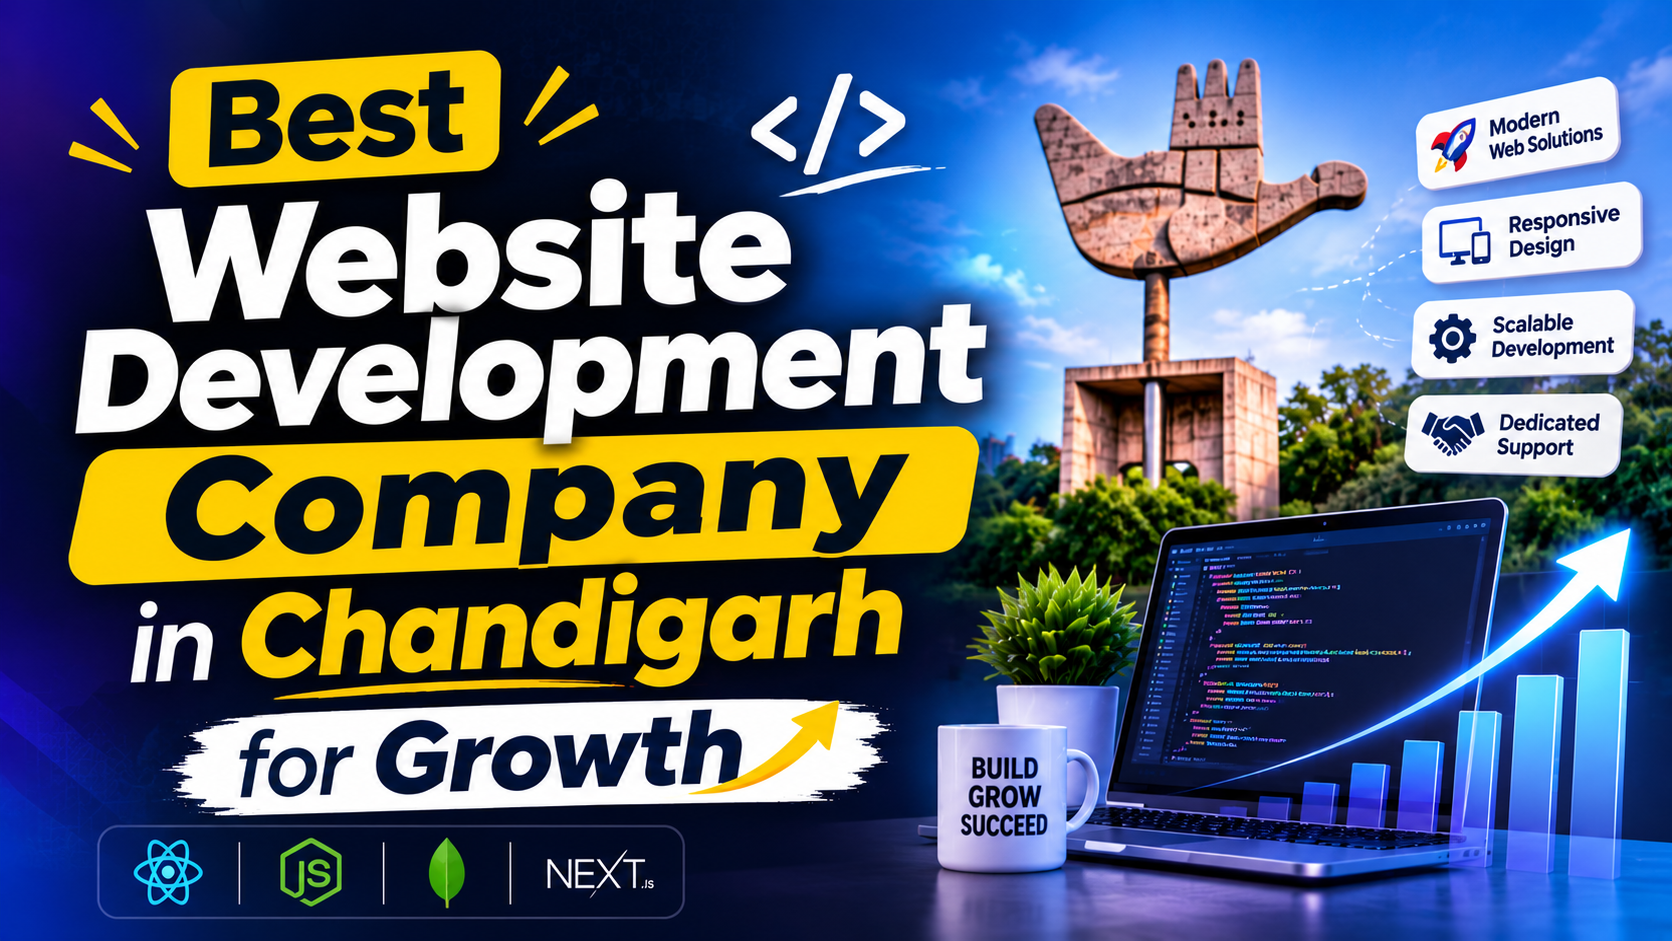 Best
Website
Development
Company
in Chandigarh
for Growth
JS
NEXT.JS
Modern
Web Solutions
Responsive
Design
Scalable
Development
Dedicated
Support
BUILD
GROW
SUCCEED